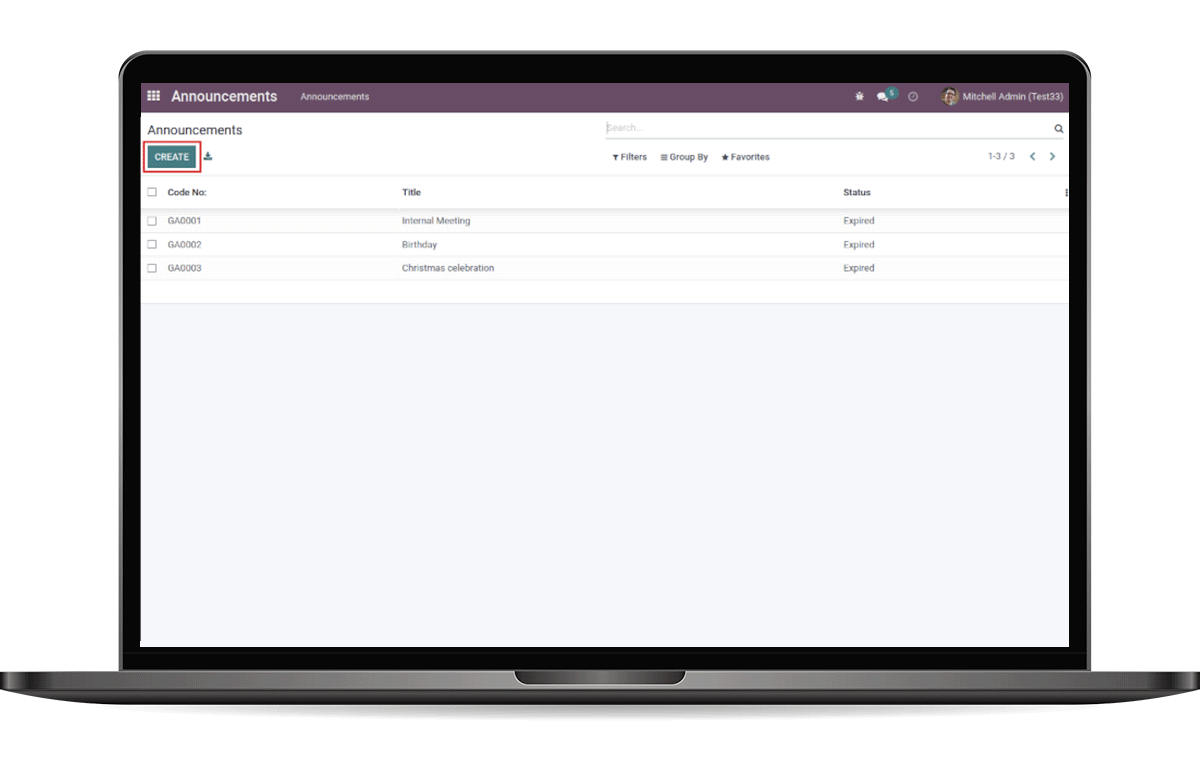 Announcements Announcements 5 Mitchell Admin (Test33)
Announcements Search...
CREATE Filters Group By Favorites 1-3 / 3
Code No: Title Status
GA0001 Internal Meeting Expired
GA0002 Birthday Expired
GA0003 Christmas celebration Expired